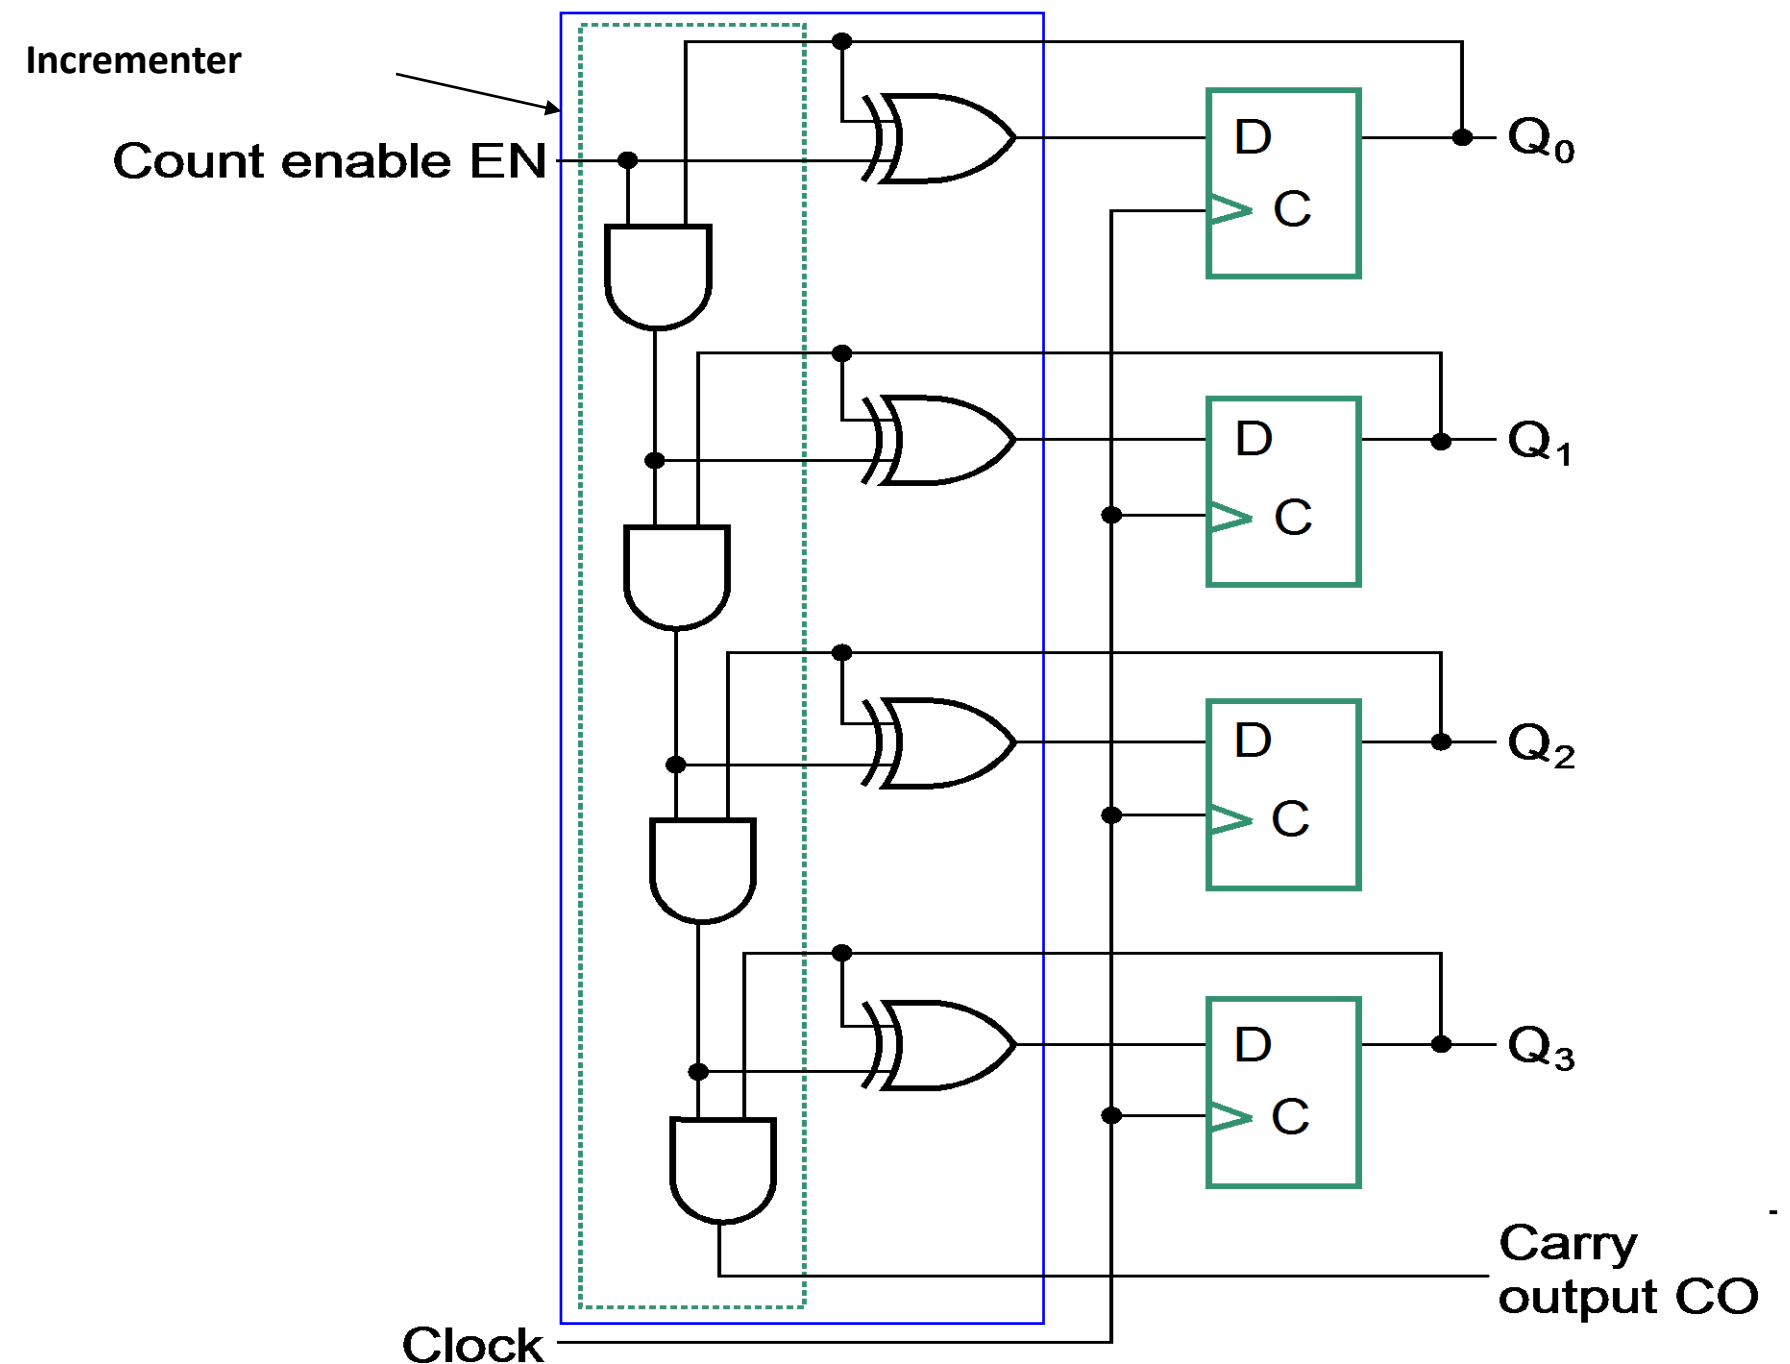 Incrementer
Count enable EN
D
C
Q0
D
C
Q1
D
C
Q2
D
C
Q3
Carry
output CO
Clock